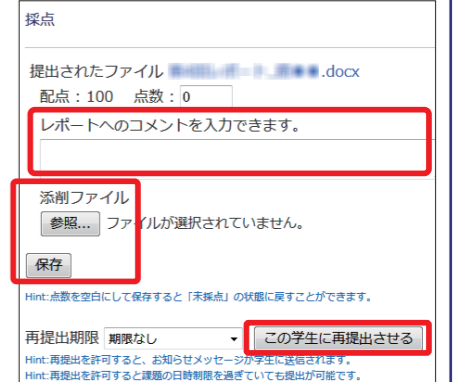 採点
提出されたファイル .docx
配点：100 点数：0
レポートへのコメントを入力できます。
添削ファイル
参照... ファイルが選択されていません。
保存
Hint:点数を空白にして保存すると「未採点」の状態に戻すことができます。
再提出期限 期限なし この学生に再提出させる
Hint:再提出を許可すると、お知らせメッセージが学生に送信されます。
Hint:再提出を許可すると課題の日時制限を過ぎていても提出が可能です。